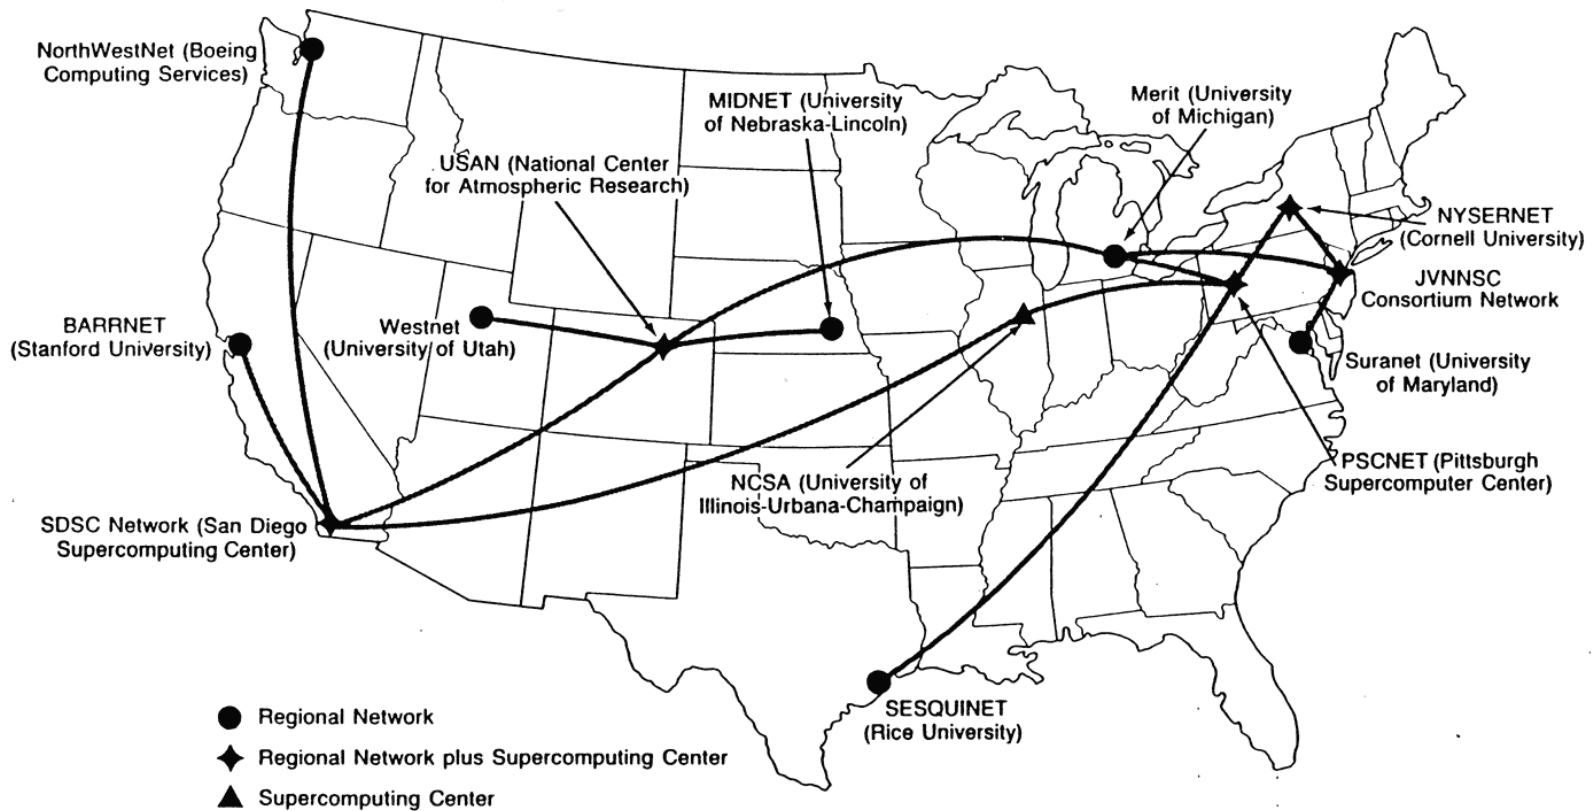 NorthWestNet (Boeing
Computing Services)
MIDNET (University
of Nebraska-Lincoln)
Merit (University
of Michigan)
USAN (National Center
for Atmospheric Research)
NYSERNET
(Cornell University)
JVNNSC
Consortium Network
BARRNET
(Stanford University)
Westnet
(University of Utah)
Suranet (University
of Maryland)
NCSA (University of
Illinois-Urbana-Champaign)
PSCNET (Pittsburgh
Supercomputer Center)
SDSC Network (San Diego
Supercomputing Center)
SESQUINET
(Rice University)
Regional Network
Regional Network plus Supercomputing Center
Supercomputing Center